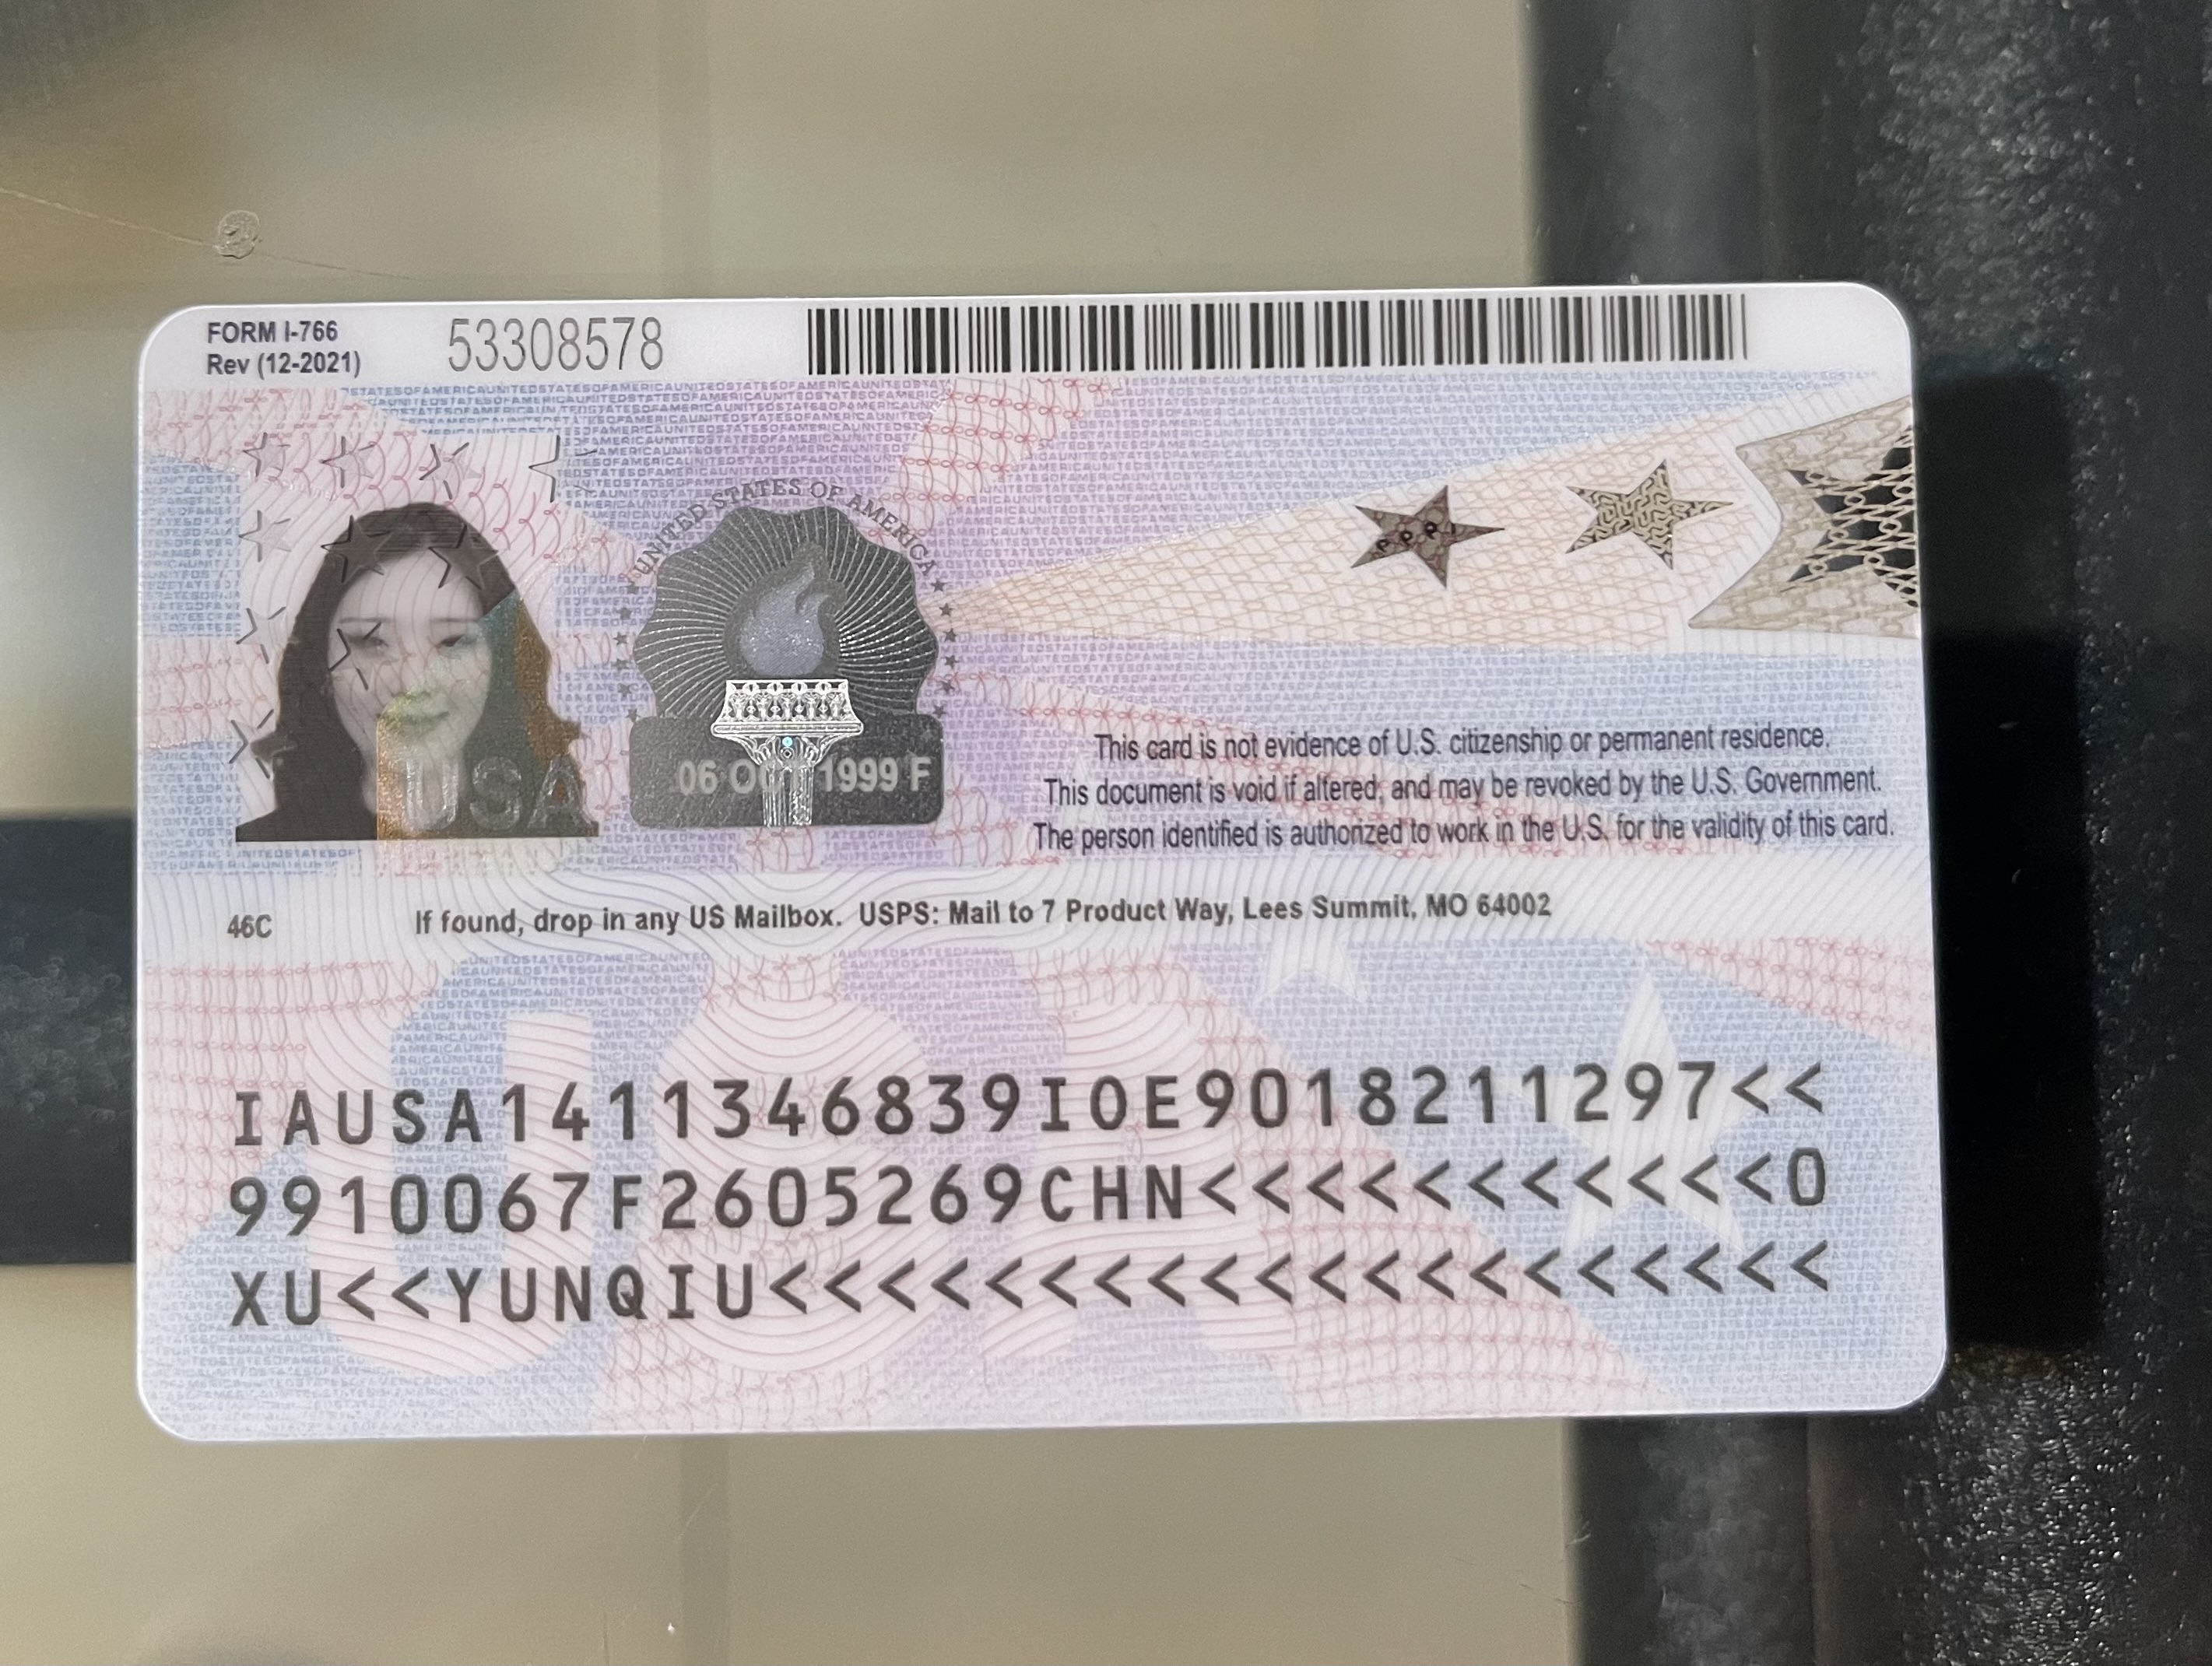 FORM I-766
Rev (12-2021)
53308578
UNITED STATES OF AMERICA
USA
06 OCT 1999 F
This card is not evidence of U.S. citizenship or permanent residence.
This document is void if altered, and may be revoked by the U.S. Government.
The person identified is authorized to work in the U.S. for the validity of this card.
46C
If found, drop in any US Mailbox. USPS: Mail to 7 Product Way, Lees Summit, MO 64002
IAUSA1411346839IOE9018211297<<
9910067F2605269CHN<<<<<<<<<<<0
XU<<YUNQIU<<<<<<<<<<<<<<<<<<<<